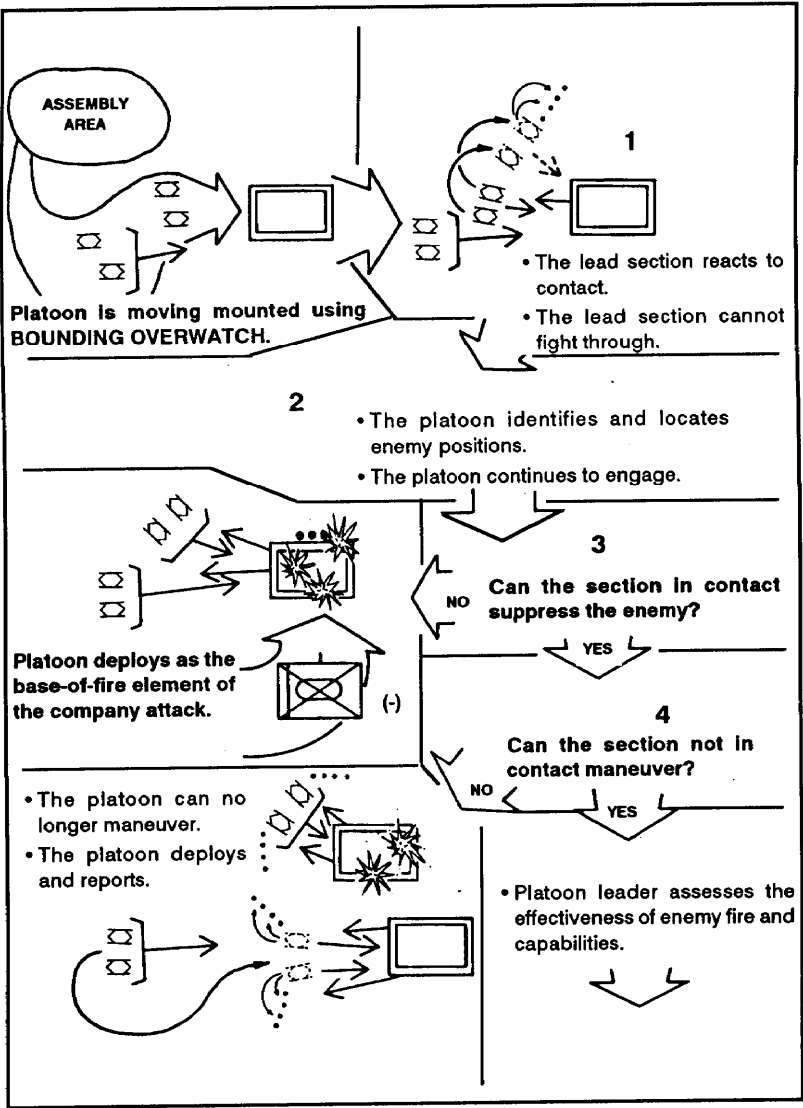 ASSEMBLY
AREA
Platoon is moving mounted using
BOUNDING OVERWATCH.
1
• The lead section reacts to
contact.
• The lead section cannot
fight through.
2
• The platoon identifies and locates
enemy positions.
• The platoon continues to engage.
3
Can the section in contact
suppress the enemy?
NO
YES
Platoon deploys as the
base-of-fire element of
the company attack.
(-)
4
Can the section not in
contact maneuver?
NO
YES
• The platoon can no
longer maneuver.
• The platoon deploys
and reports.
• Platoon leader assesses the
effectiveness of enemy fire and
capabilities.